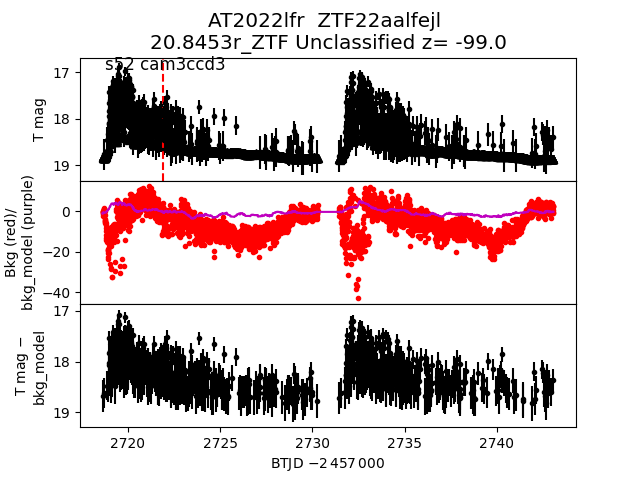 AT2022lfr  ZTF22aalfejl
20.8453r_ZTF Unclassified z= -99.0
s52 cam3ccd3
17
18
19
T mag
0
−20
−40
Bkg (red)/
bkg_model (purple)
17
18
19
T mag −
bkg_model
2720
2725
2730
2735
2740
BTJD −2 457 000